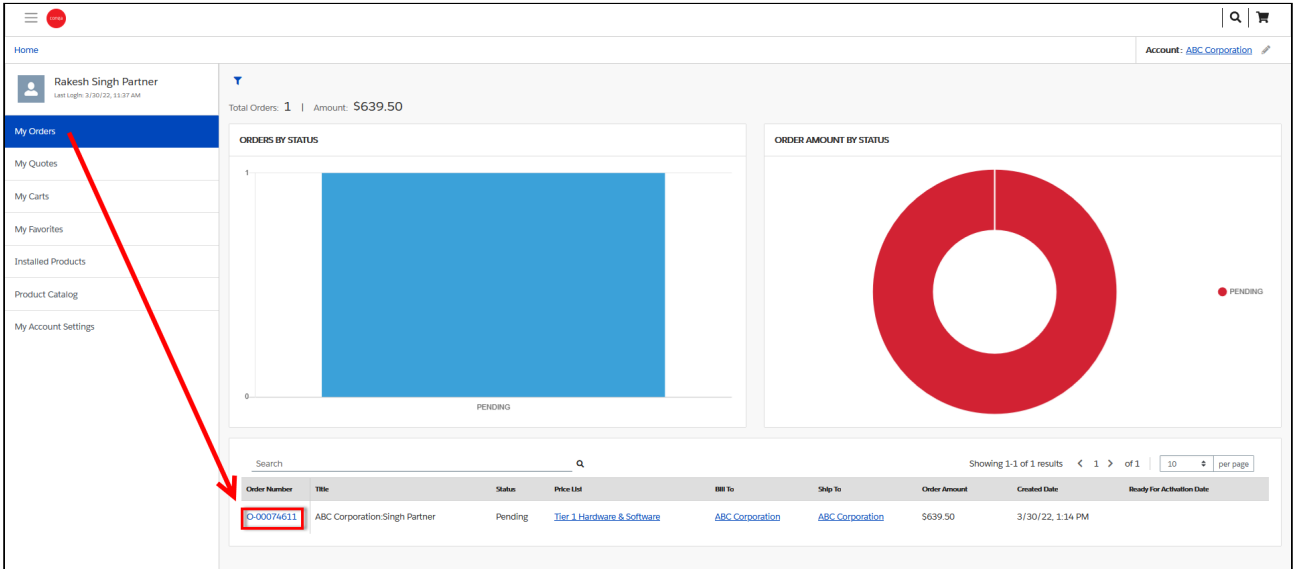 conga
Home
Account: ABC Corporation
Rakesh Singh Partner
Last Login: 3/30/22, 11:37 AM
My Orders
My Quotes
My Carts
My Favorites
Installed Products
Product Catalog
My Account Settings
Total Orders: 1 | Amount: $639.50
ORDERS BY STATUS
1
0
PENDING
ORDER AMOUNT BY STATUS
PENDING
Search
Showing 1-1 of 1 results < 1 > of 1 10 per page
Order Number Title Status Price List Bill To Ship To Order Amount Created Date Ready For Activation Date
O-00074611 ABC Corporation:Singh Partner Pending Tier 1 Hardware & Software ABC Corporation ABC Corporation $639.50 3/30/22, 1:14 PM